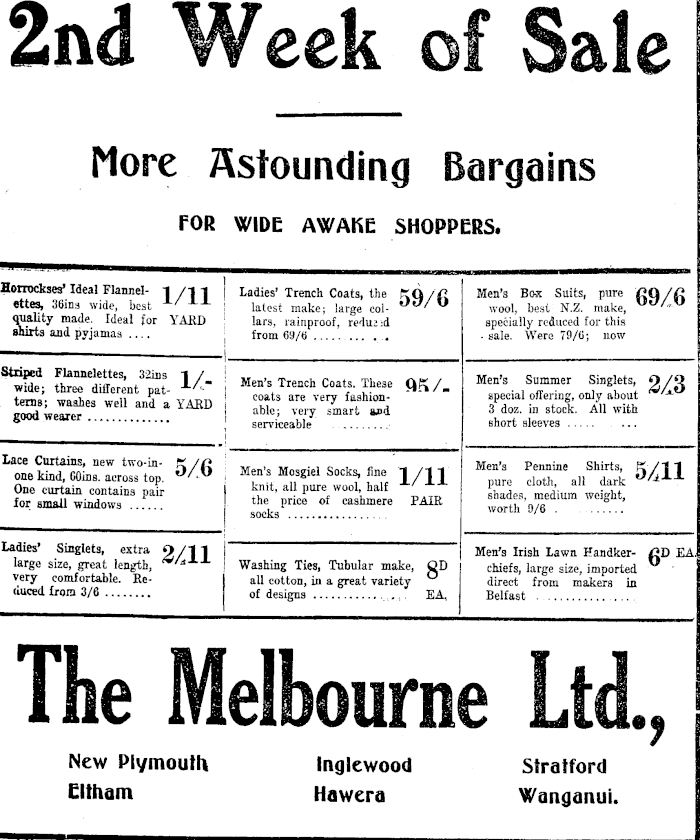 2nd Week of Sale
More Astounding Bargains
FOR WIDE AWAKE SHOPPERS.
Horrockses' Ideal Flannel-
ettes, 36ins wide, best
quality made. Ideal for
shirts and pyjamas ....
1/11
YARD
Striped Flannelettes, 32ins
wide; three different pat-
terns; washes well and a
good wearer .............
1/-
YARD
Lace Curtains, new two-in-
one kind, 60ins. across top.
One curtain contains pair
for small windows ......
5/6
Ladies' Singlets, extra
large size, great length,
very comfortable. Re-
duced from 3/6 ........
2/11
Ladies' Trench Coats, the
latest make; large col-
lars, rainproof, reduced
from 69/6 ............
59/6
Men's Trench Coats. These
coats are very fashion-
able; very smart and
serviceable ..........
95/-
Men's Mosgiel Socks, fine
knit, all pure wool, half
the price of cashmere
socks .................
1/11
PAIR
Washing Ties, Tubular make,
all cotton, in a great variety
of designs ................
8D
EA.
Men's Box Suits, pure
wool, best N.Z. make,
specially reduced for this
sale. Were 79/6; now
69/6
Men's Summer Singlets,
special offering, only about
3 doz. in stock. All with
short sleeves ..... ...
2/3
Men's Pennine Shirts,
pure cloth, all dark
shades, medium weight,
worth 9/6 . ........
5/11
Men's Irish Lawn Handker-
chiefs, large size, imported
direct from makers in
Belfast ...............
6D EA.
The Melbourne Ltd.,
New Plymouth Inglewood Stratford
Eltham Hawera Wanganui.